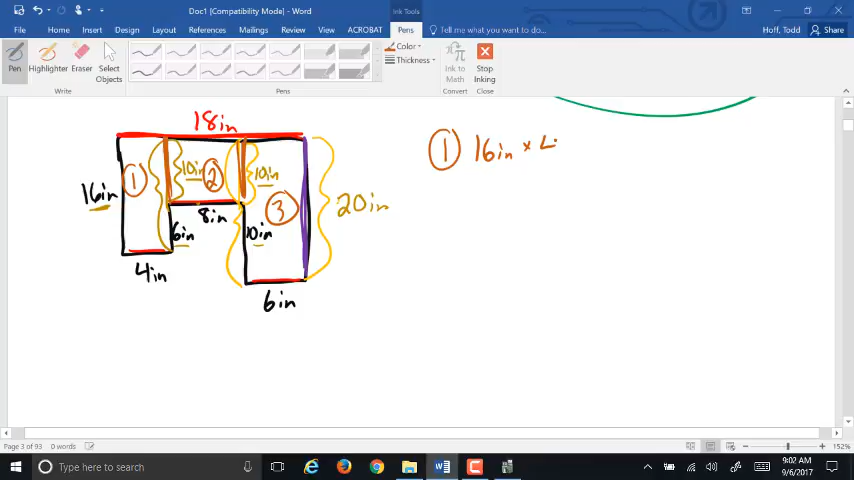 Doc1 [Compatibility Mode] - Word
Ink Tools
Hoff, Todd
File Home Insert Design Layout References Mailings Review View ACROBAT Pens Tell me what you want to do... Share
Pen Highlighter Eraser Select Objects
Color
Thickness
Ink to Math
Stop Inking
Write Pens Convert Close
18in
① 16in × 4
10in ② 10in
① 16in
③ 20in
8in
6in 10in
4in
6in
Page 3 of 93 0 words 152%
Type here to search
9:02 AM
9/6/2017